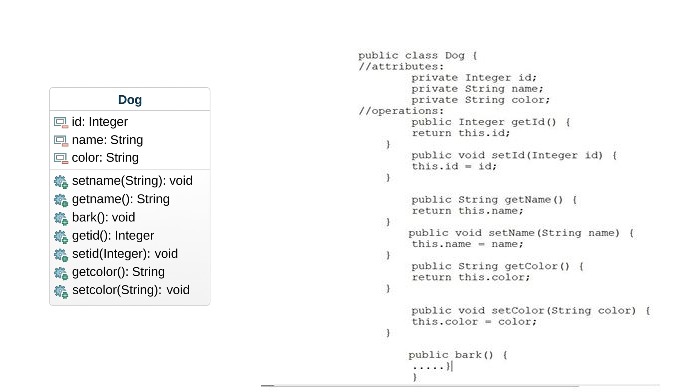 Dog
id: Integer
name: String
color: String
setname(String): void
getname(): String
bark(): void
getid(): Integer
setid(Integer): void
getcolor(): String
setcolor(String): void
public class Dog {
//attributes:
private Integer id;
private String name;
private String color;
//operations:
public Integer getId() {
return this.id;
}
public void setId(Integer id) {
this.id = id;
}
public String getName() {
return this.name;
}
public void setName(String name) {
this.name = name;
}
public String getColor() {
return this.color;
}
public void setColor(String color) {
this.color = color;
}
public bark() {
.....}
}